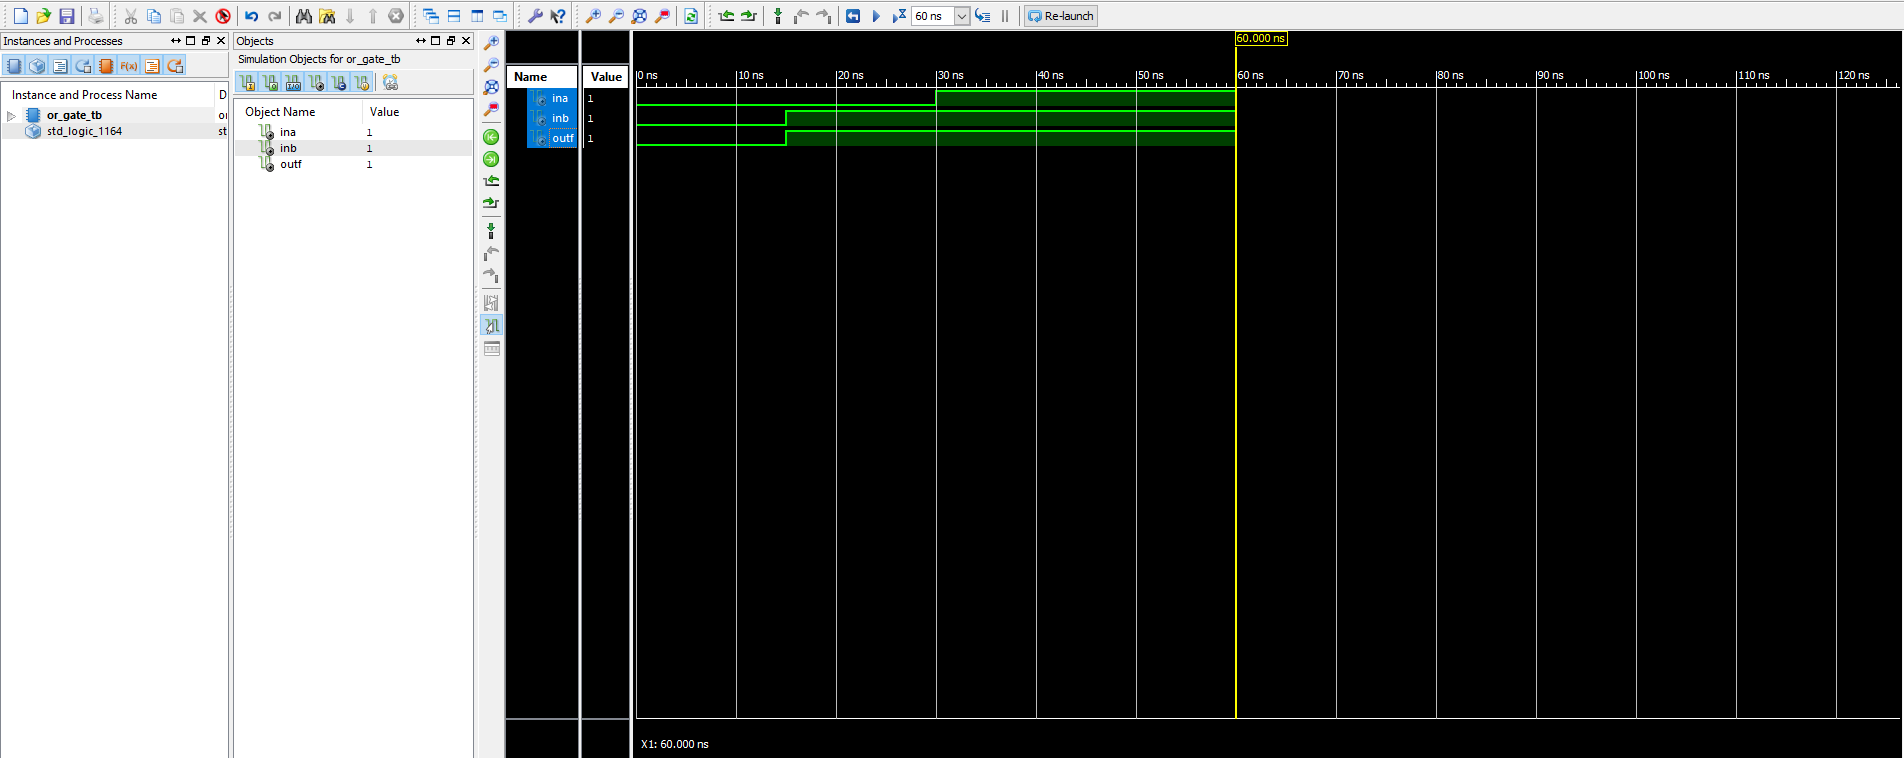 60 ns
Re-launch
Instances and Processes
Instance and Process Name
D
or_gate_tb
or
std_logic_1164
st
Objects
Simulation Objects for or_gate_tb
Object Name Value
ina 1
inb 1
outf 1
Name Value
ina 1
inb 1
outf 1
60.000 ns
0 ns 10 ns 20 ns 30 ns 40 ns 50 ns 60 ns 70 ns 80 ns 90 ns 100 ns 110 ns 120 ns
X1: 60.000 ns